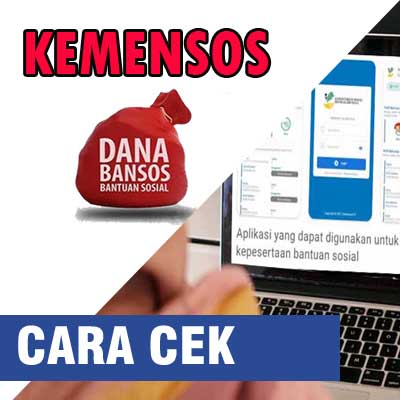 KEMENSOS
DANA
BANSOS
BANTUAN SOSIAL
Aplikasi yang dapat digunakan untuk
kepesertaan bantuan sosial
CARA CEK